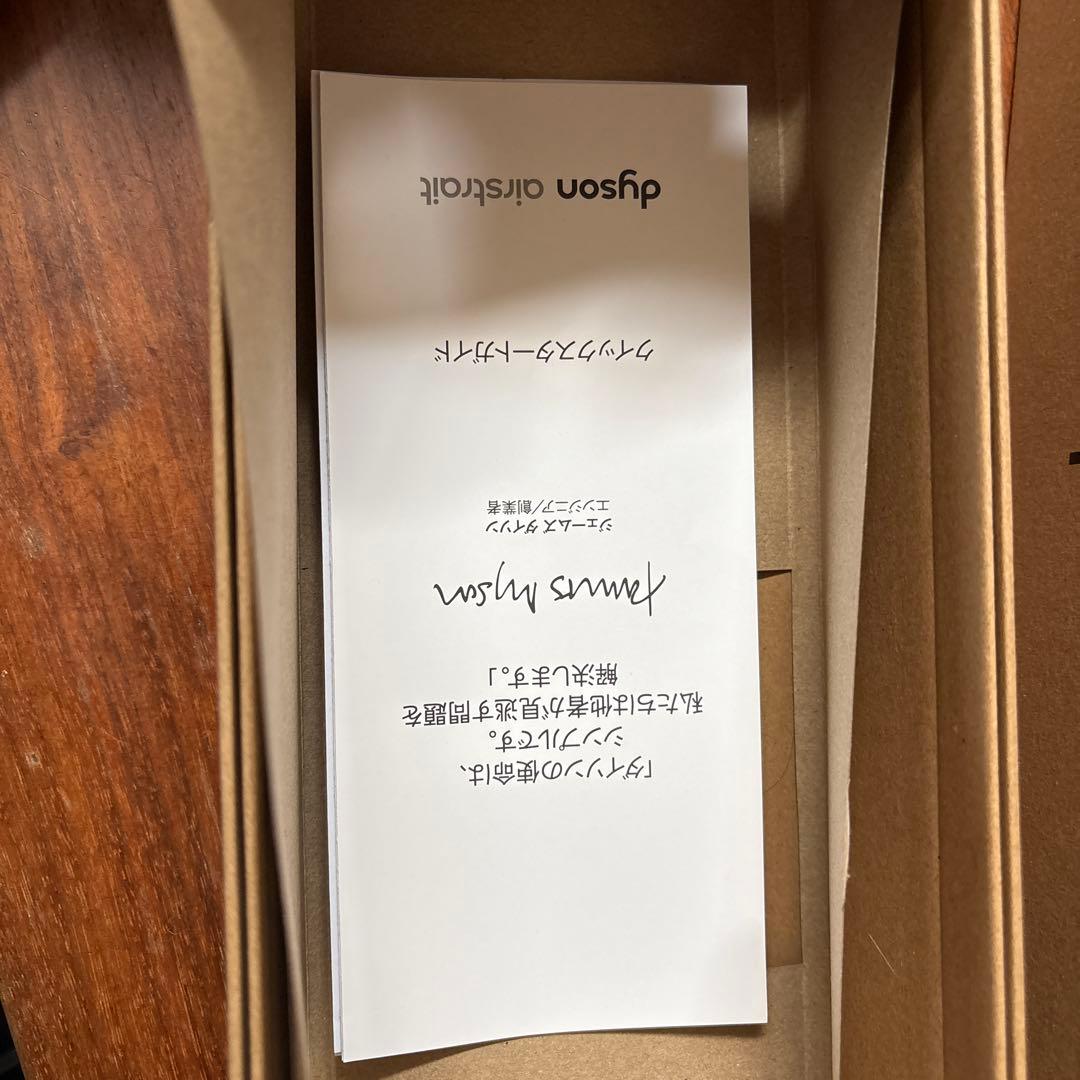 「ダイソンの使命は、
シンプルです。
私たちは他者が見逃す問題を
解決します。」
James Dyson
ジェームズ ダイソン
エンジニア/創業者
クイックスタートガイド
dyson airstrait